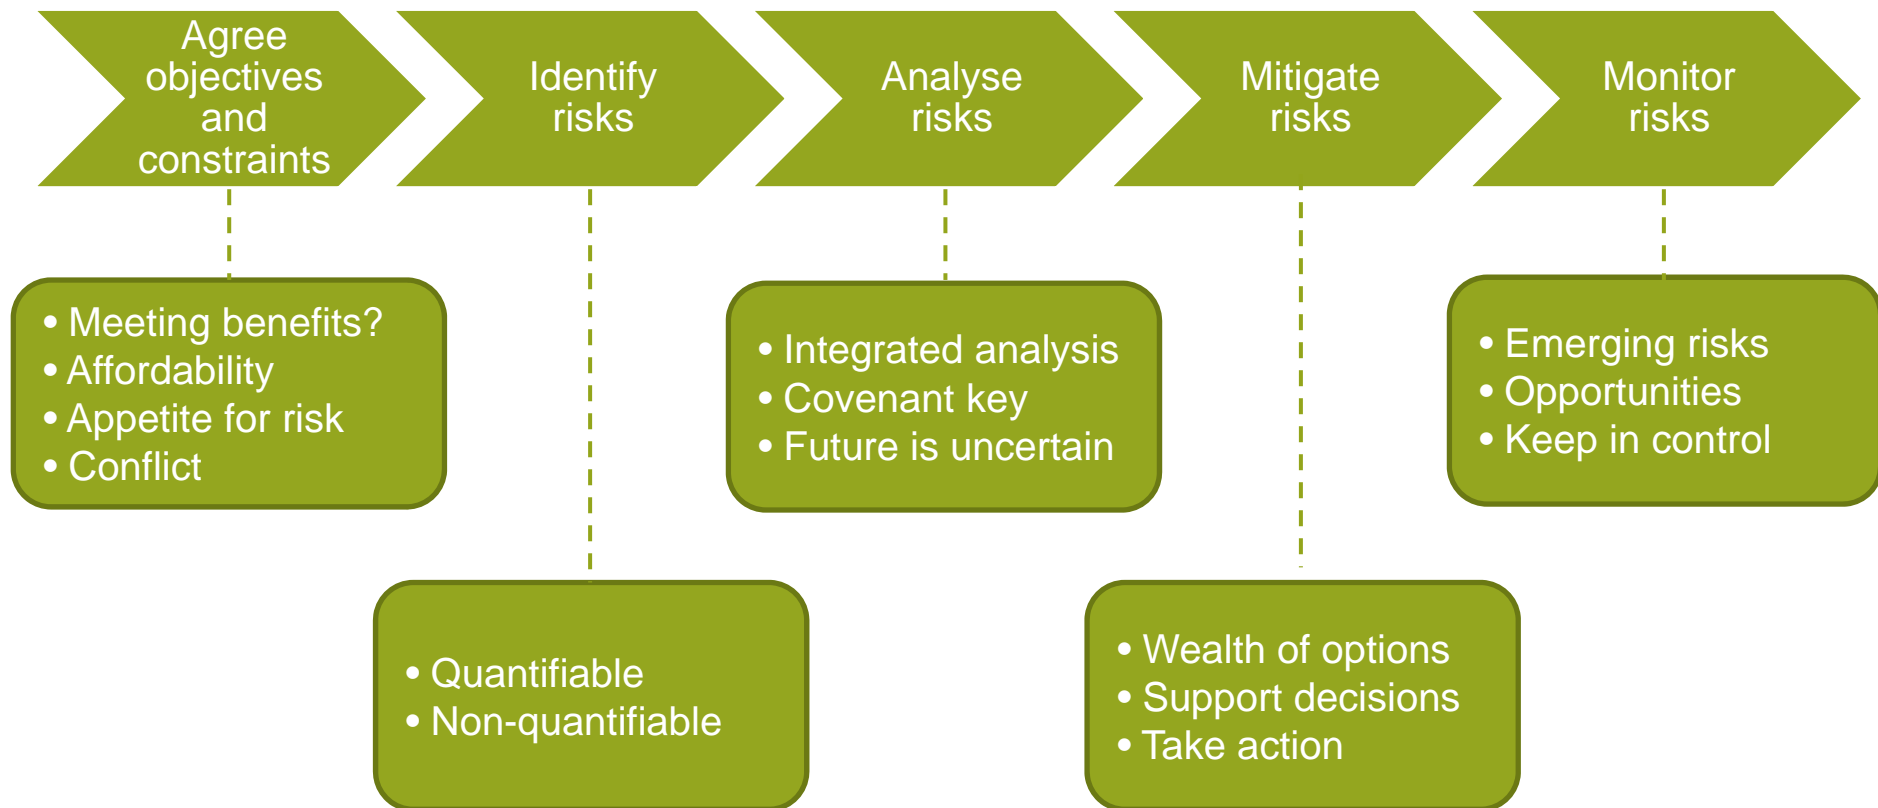 Agree
objectives
and
constraints
Identify
risks
Analyse
risks
Mitigate
risks
Monitor
risks
• Meeting benefits?
• Affordability
• Appetite for risk
• Conflict
• Quantifiable
• Non-quantifiable
• Integrated analysis
• Covenant key
• Future is uncertain
• Wealth of options
• Support decisions
• Take action
• Emerging risks
• Opportunities
• Keep in control